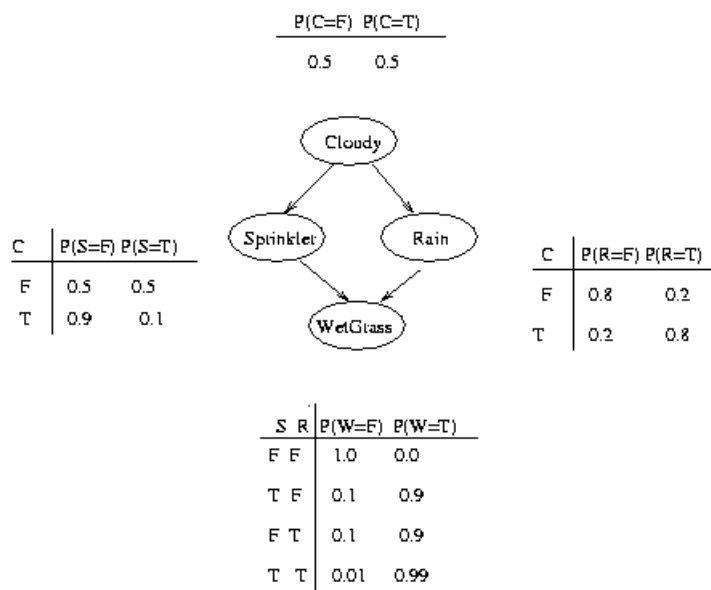 P(C=F) P(C=T)
0.5 0.5
Cloudy
Sprinkler
Rain
WetGrass
C P(S=F) P(S=T)
F 0.5 0.5
T 0.9 0.1
C P(R=F) P(R=T)
F 0.8 0.2
T 0.2 0.8
S R P(W=F) P(W=T)
F F 1.0 0.0
T F 0.1 0.9
F T 0.1 0.9
T T 0.01 0.99